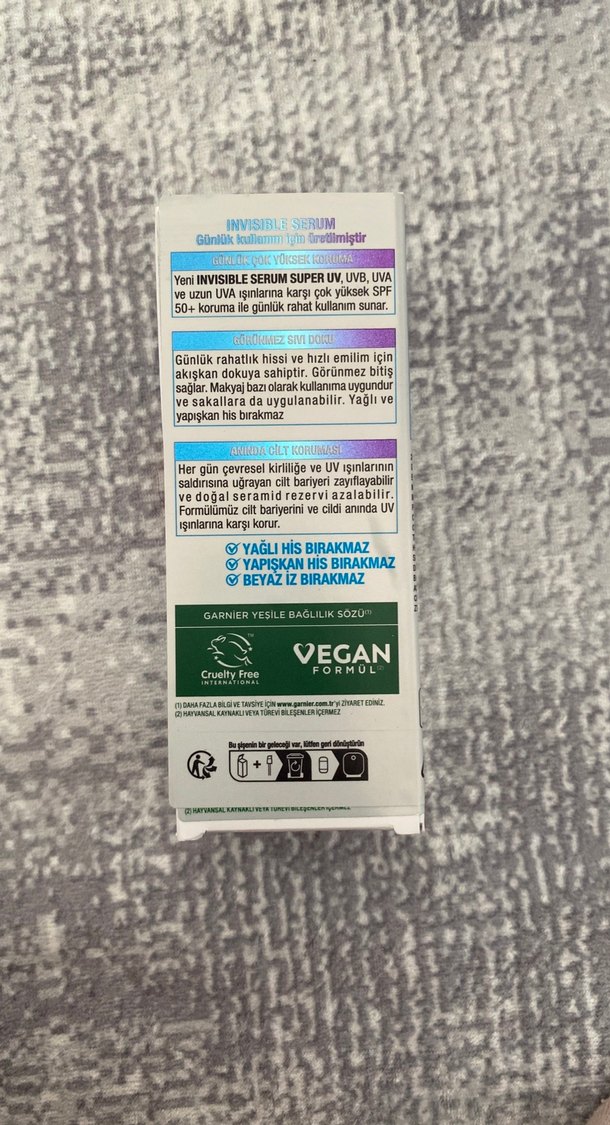 INVISIBLE SERUM
Günlük kullanım için üretilmiştir
GÜNLÜK ÇOK YÜKSEK KORUMA
Yeni INVISIBLE SERUM SUPER UV, UVB, UVA
ve uzun UVA ışınlarına karşı çok yüksek SPF
50+ koruma ile günlük rahat kullanım sunar.
GÖRÜNMEZ SIVI DOKU
Günlük rahatlık hissi ve hızlı emilim için
akışkan dokuya sahiptir. Görünmez bitiş
sağlar. Makyaj bazı olarak kullanıma uygundur
ve sakallara da uygulanabilir. Yağlı ve
yapışkan his bırakmaz
ANINDA CİLT KORUMASI
Her gün çevresel kirliliğe ve UV ışınlarının
saldırısına uğrayan cilt bariyeri zayıflayabilir
ve doğal seramid rezervi azalabilir.
Formülümüz cilt bariyerini ve cildi anında UV
ışınlarına karşı korur.
YAĞLI HİS BIRAKMAZ
YAPIŞKAN HİS BIRAKMAZ
BEYAZ İZ BIRAKMAZ
GARNIER YEŞİLE BAĞLILIK SÖZÜ(1)
TM
Cruelty Free
INTERNATIONAL
VEGAN
FORMÜL(2)
(1) DAHA FAZLA BİLGİ VE TAVSİYE İÇİN www.garnier.com.tr'yi ZİYARET EDİNİZ.
(2) HAYVANSAL KAYNAKLI VEYA TÜREVİ BİLEŞENLER İÇERMEZ
Bu şişenin bir geleceği var, lütfen geri dönüştürün
(2) HAYVANSAL KAYNAKLI VEYA TÜREVİ BİLEŞENLER İÇERMEZ